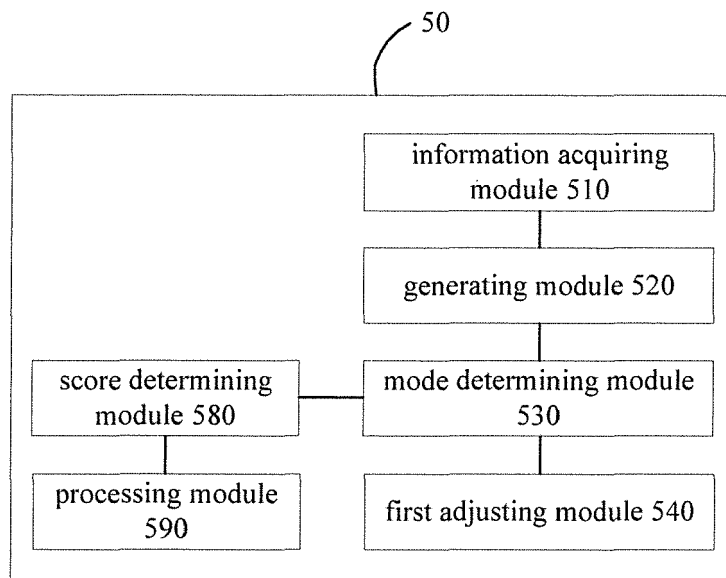 50
information acquiring
module 510
generating module 520
score determining
module 580
mode determining module
530
processing module
590
first adjusting module 540